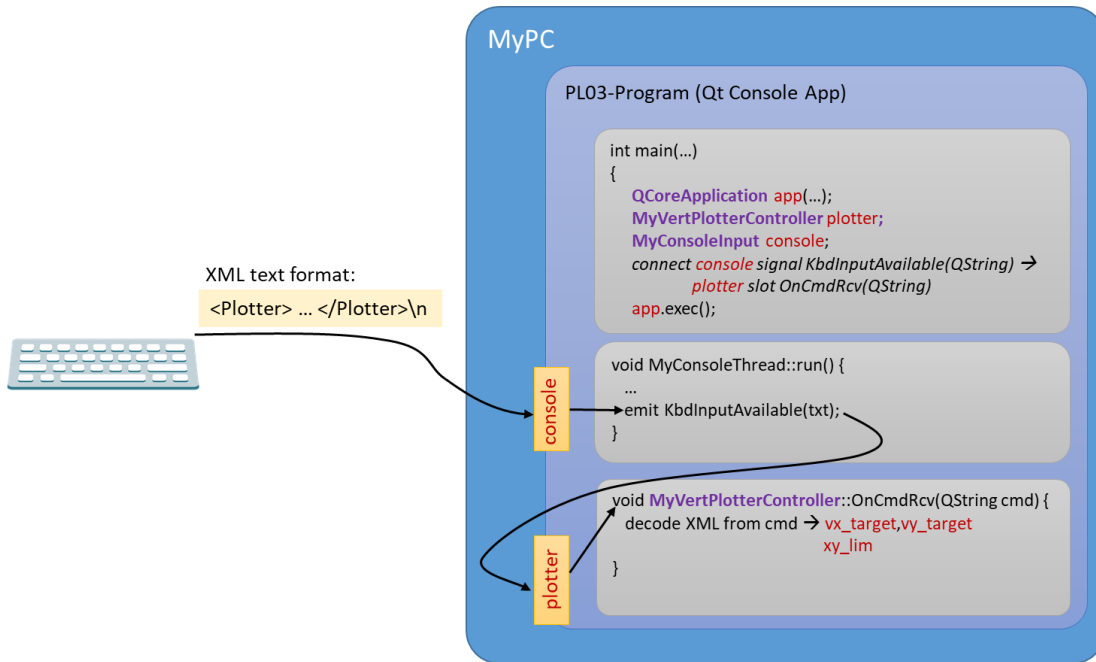 MyPC
PL03-Program (Qt Console App)
int main(...)
{
QCoreApplication app(...);
MyVertPlotterController plotter;
MyConsoleInput console;
connect console signal KbdInputAvailable(QString) →
plotter slot OnCmdRcv(QString)
app.exec();
XML text format:
<Plotter> ... </Plotter>\n
console
void MyConsoleThread::run() {
...
emit KbdInputAvailable(txt);
}
plotter
void MyVertPlotterController::OnCmdRcv(QString cmd) {
decode XML from cmd → vx_target,vy_target
xy_lim
}